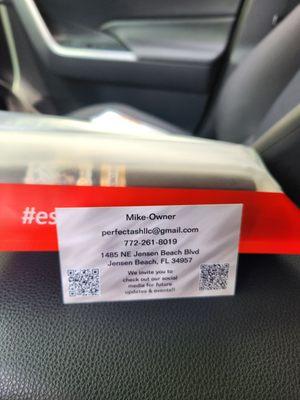 #es
Mike-Owner
perfectashllc@gmail.com
772-261-8019
1485 NE Jensen Beach Blvd
Jensen Beach, FL 34957
We invite you to
check out our social
media for future
updates & events!!